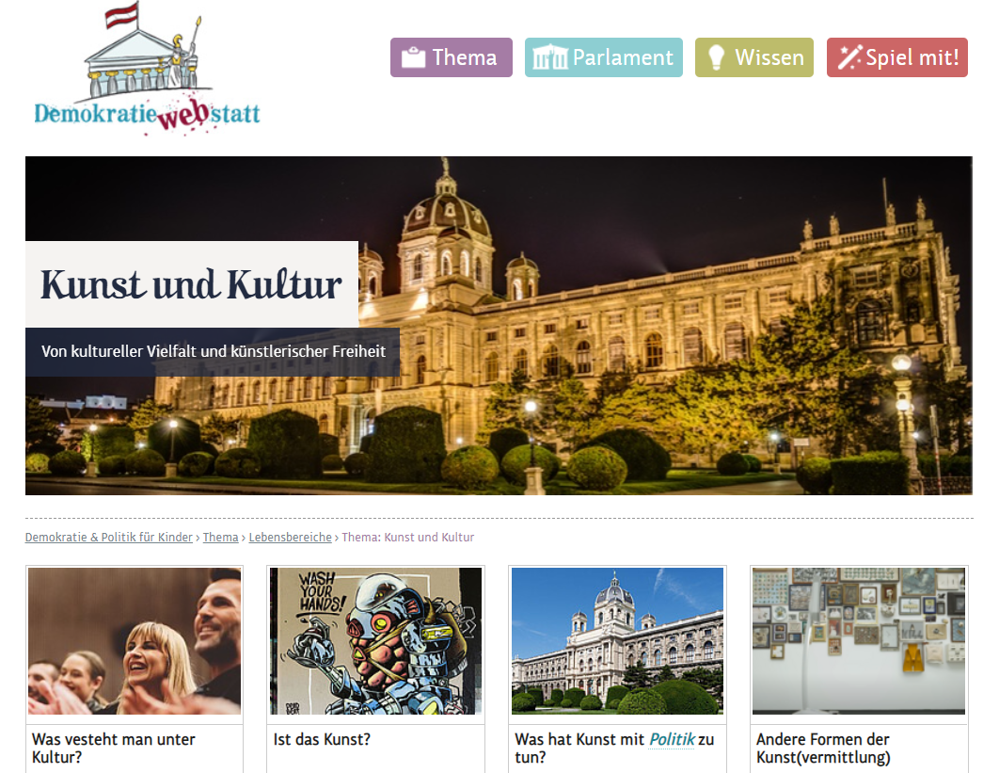 Demokratiewebstatt
Thema
Parlament
Wissen
Spiel mit!
Kunst und Kultur
Von kultureller Vielfalt und künstlerischer Freiheit
Demokratie & Politik für Kinder › Thema › Lebensbereiche › Thema: Kunst und Kultur
WASH
YOUR
HANDS!
Was vesteht man unter
Kultur?
Ist das Kunst?
Was hat Kunst mit Politik zu
tun?
Andere Formen der
Kunst(vermittlung)